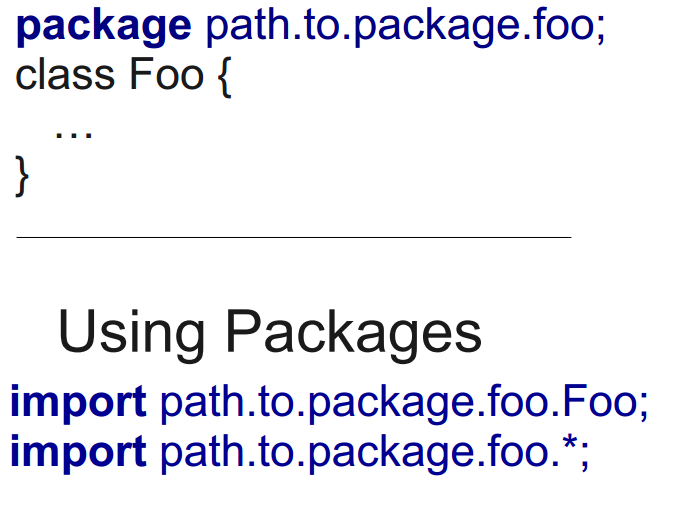 package path.to.package.foo;
class Foo {
…
}
Using Packages
import path.to.package.foo.Foo;
import path.to.package.foo.*;